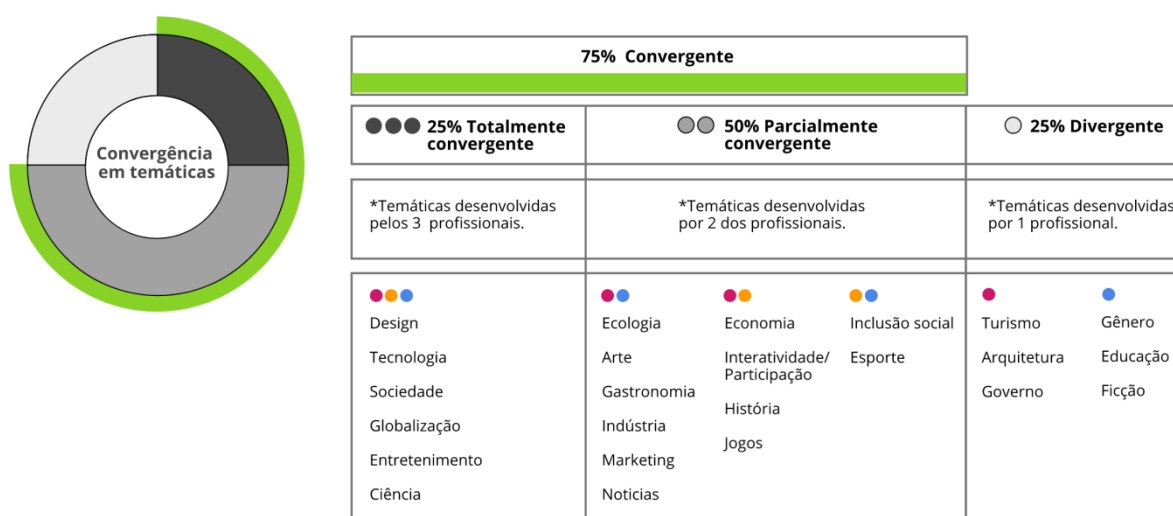 Convergência
em temáticas
75% Convergente
25% Totalmente
convergente
50% Parcialmente
convergente
25% Divergente
*Temáticas desenvolvidas
pelos 3 profissionais.
*Temáticas desenvolvidas
por 2 dos profissionais.
*Temáticas desenvolvidas
por 1 profissional.
Design
Tecnologia
Sociedade
Globalização
Entretenimento
Ciência
Ecologia
Arte
Gastronomia
Indústria
Marketing
Noticias
Economia
Interatividade/
Participação
História
Jogos
Inclusão social
Esporte
Turismo
Arquitetura
Governo
Gênero
Educação
Ficção